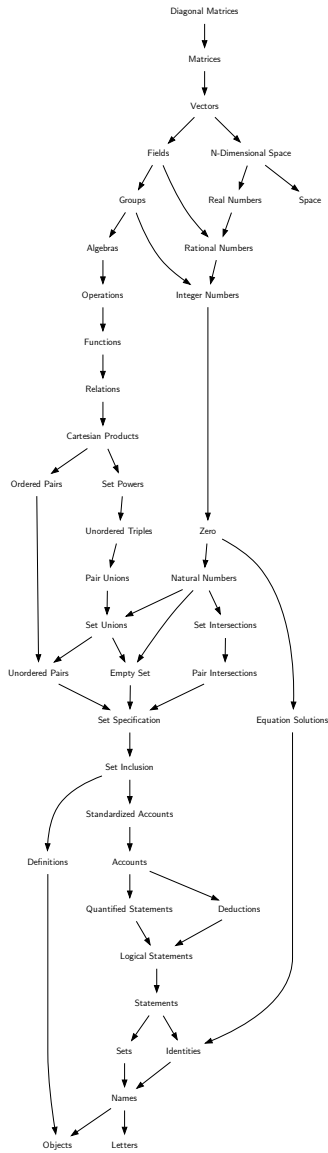 Diagonal Matrices
Matrices
Vectors
Fields
N-Dimensional Space
Groups
Real Numbers
Space
Algebras
Rational Numbers
Operations
Integer Numbers
Functions
Relations
Cartesian Products
Ordered Pairs
Set Powers
Unordered Triples
Zero
Pair Unions
Natural Numbers
Set Unions
Set Intersections
Unordered Pairs
Empty Set
Pair Intersections
Set Specification
Equation Solutions
Set Inclusion
Standardized Accounts
Definitions
Accounts
Quantified Statements
Deductions
Logical Statements
Statements
Sets
Identities
Names
Objects
Letters